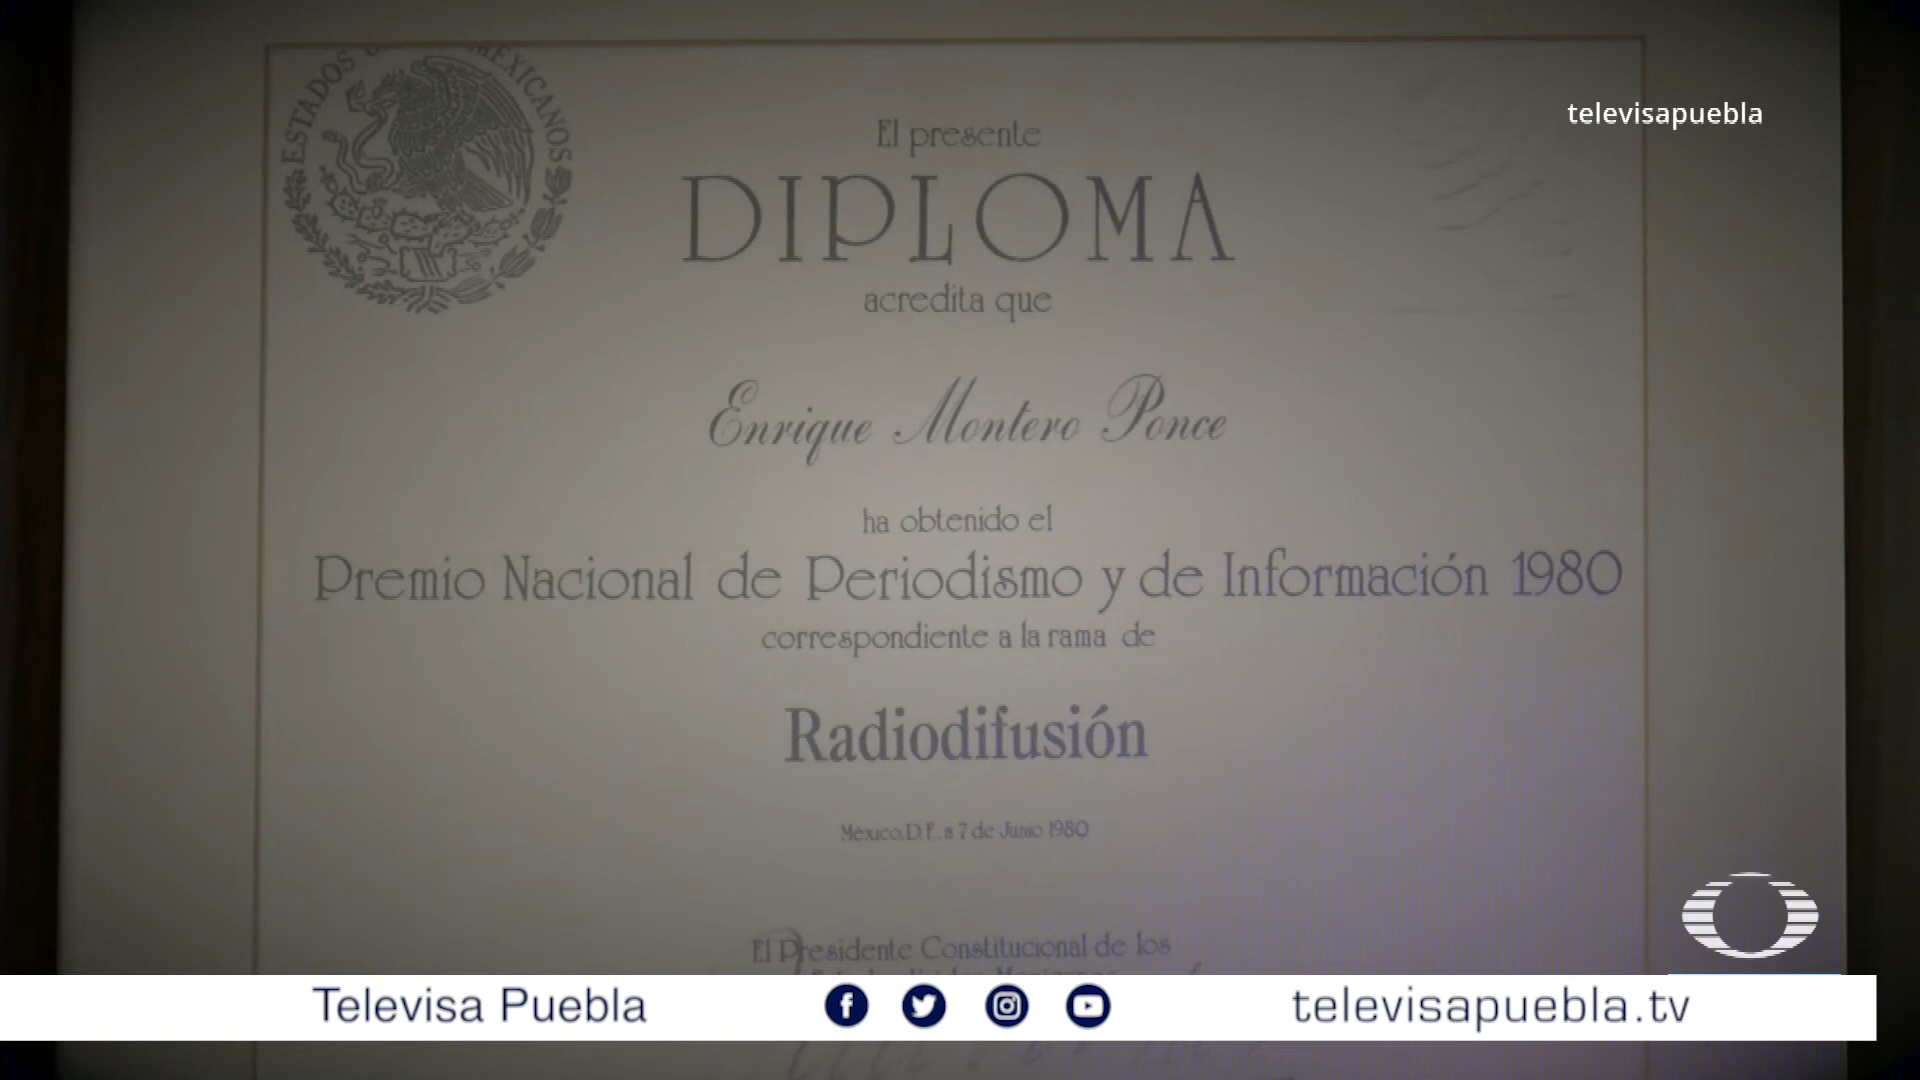 ESTADOS MEXICANOS
televisapuebla
El presente
DIPLOMA
acredita que
Enrique Montero Ponce
ha obtenido el
Premio Nacional de Periodismo y de Información 1980
correspondiente a la rama de
Radiodifusión
México, D.F. a 7 de Junio 1980
El Presidente Constitucional de los
Televisa Puebla
televisapuebla.tv